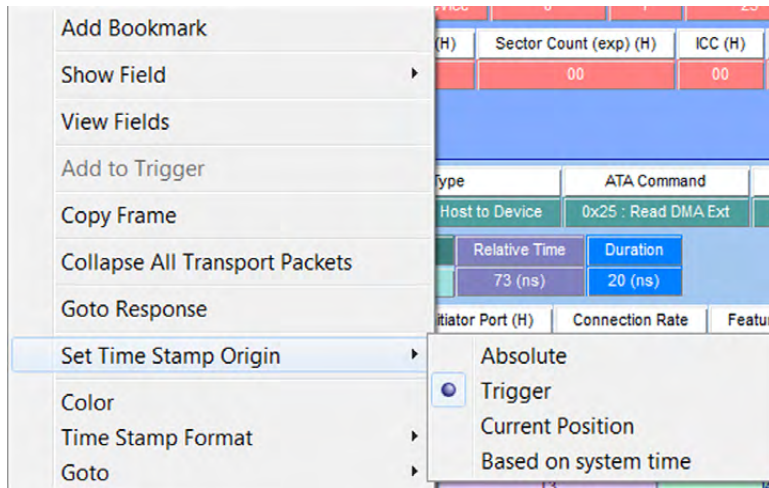 Add Bookmark
Show Field
View Fields
Add to Trigger
Copy Frame
Collapse All Transport Packets
Goto Response
Set Time Stamp Origin
Color
Time Stamp Format
Goto
Absolute
Trigger
Current Position
Based on system time
(H) Sector Count (exp) (H) ICC (H)
00 00
Type ATA Command
Host to Device 0x25 : Read DMA Ext
Relative Time Duration
73 (ns) 20 (ns)
itiator Port (H) Connection Rate Featu